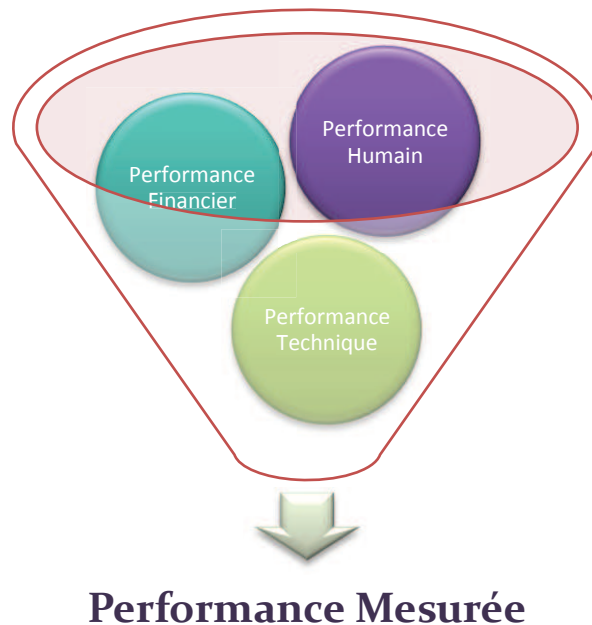 Performance
Humain
Performance
Financier
Performance
Technique
Performance Mesurée